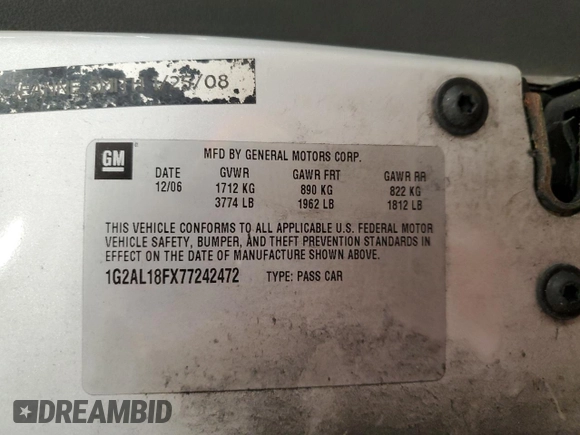 /08
GM
MFD BY GENERAL MOTORS CORP.
DATE GVWR GAWR FRT GAWR RR
12/06 1712 KG 890 KG 822 KG
3774 LB 1962 LB 1812 LB
THIS VEHICLE CONFORMS TO ALL APPLICABLE U.S. FEDERAL MOTOR
VEHICLE SAFETY, BUMPER, AND THEFT PREVENTION STANDARDS IN
EFFECT ON THE DATE OF MANUFACTURE SHOWN ABOVE.
1G2AL18FX77242472 TYPE: PASS CAR
DREAMBID